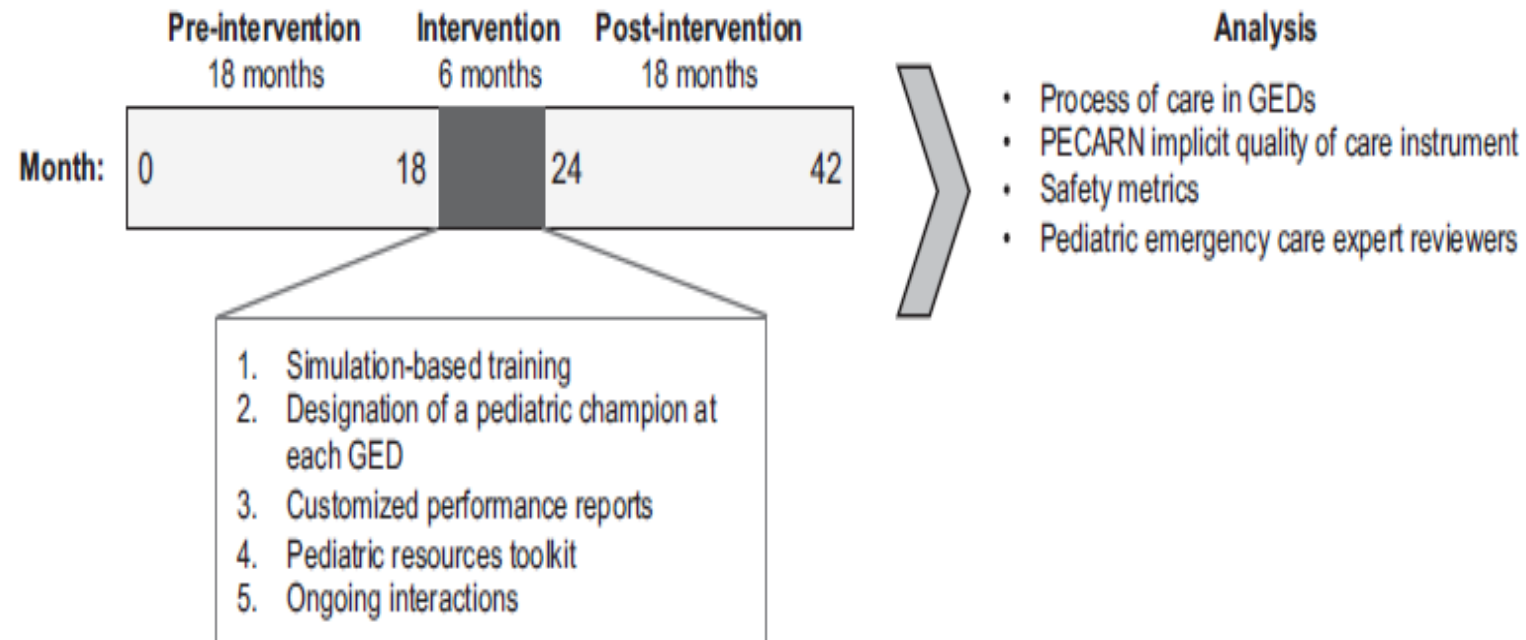 Pre-intervention Intervention Post-intervention
18 months 6 months 18 months
Month: 0 18 24 42
1. Simulation-based training
2. Designation of a pediatric champion at
each GED
3. Customized performance reports
4. Pediatric resources toolkit
5. Ongoing interactions
Analysis
• Process of care in GEDs
• PECARN implicit quality of care instrument
• Safety metrics
• Pediatric emergency care expert reviewers